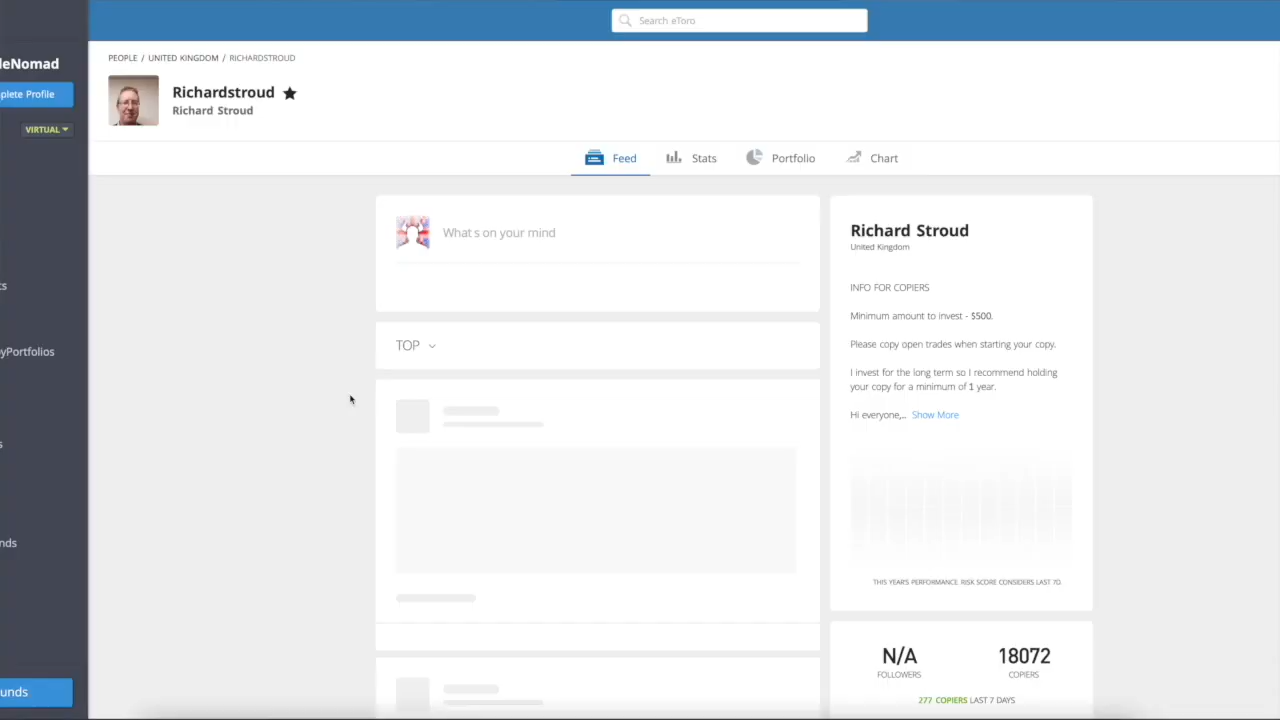 Search eToro
leNomad
plete Profile
VIRTUAL
PEOPLE / UNITED KINGDOM / RICHARDSTROUD
Richardstroud
Richard Stroud
Feed
Stats
Portfolio
Chart
What's on your mind
TOP
Richard Stroud
United Kingdom
INFO FOR COPIERS
Minimum amount to invest - $500.
Please copy open trades when starting your copy.
I invest for the long term so I recommend holding
your copy for a minimum of 1 year.
Hi everyone,... Show More
THIS YEAR'S PERFORMANCE. RISK SCORE CONSIDERS LAST 7D.
N/A
FOLLOWERS
18072
COPIERS
277 COPIERS LAST 7 DAYS
ts
yPortfolios
s
nds
unds